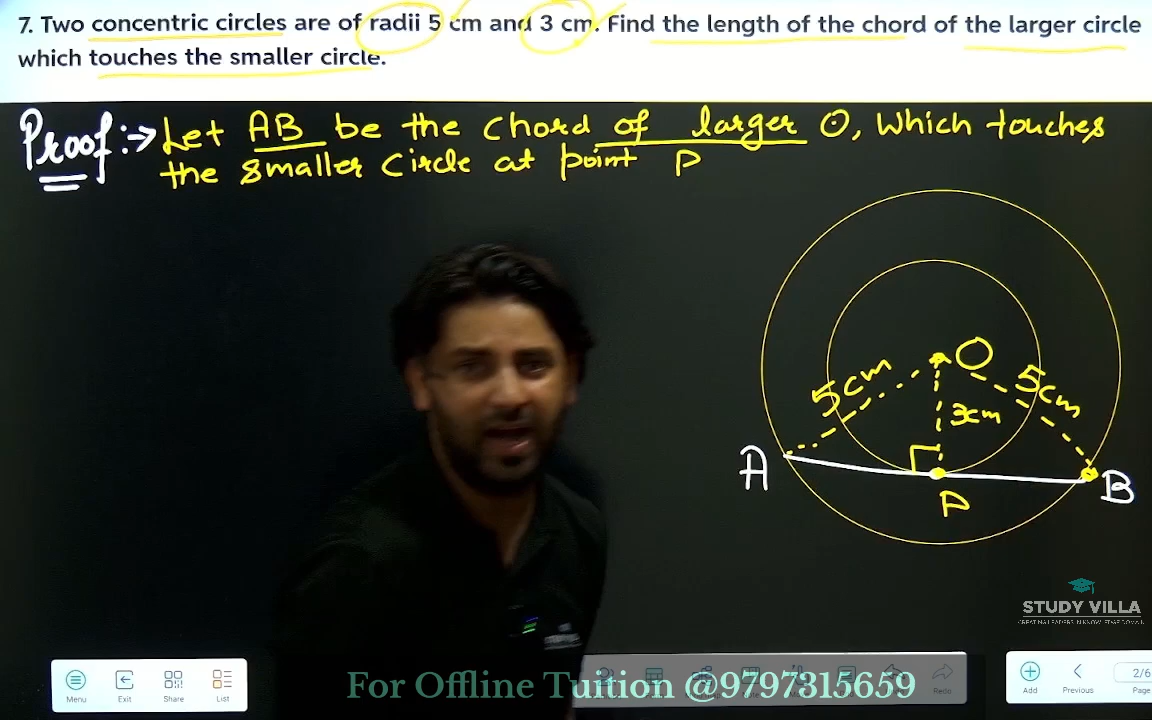 7. Two concentric circles are of radii 5 cm and 3 cm. Find the length of the chord of the larger circle
which touches the smaller circle.
Proof :→ Let AB be the chord of larger O, which touches
the smaller circle at point P
O
5cm
5cm
3cm
A
B
P
STUDY VILLA
For Offline Tuition @9797315659
Menu
Exit
Share
List
Redo
Add
Previous
2/6
Page